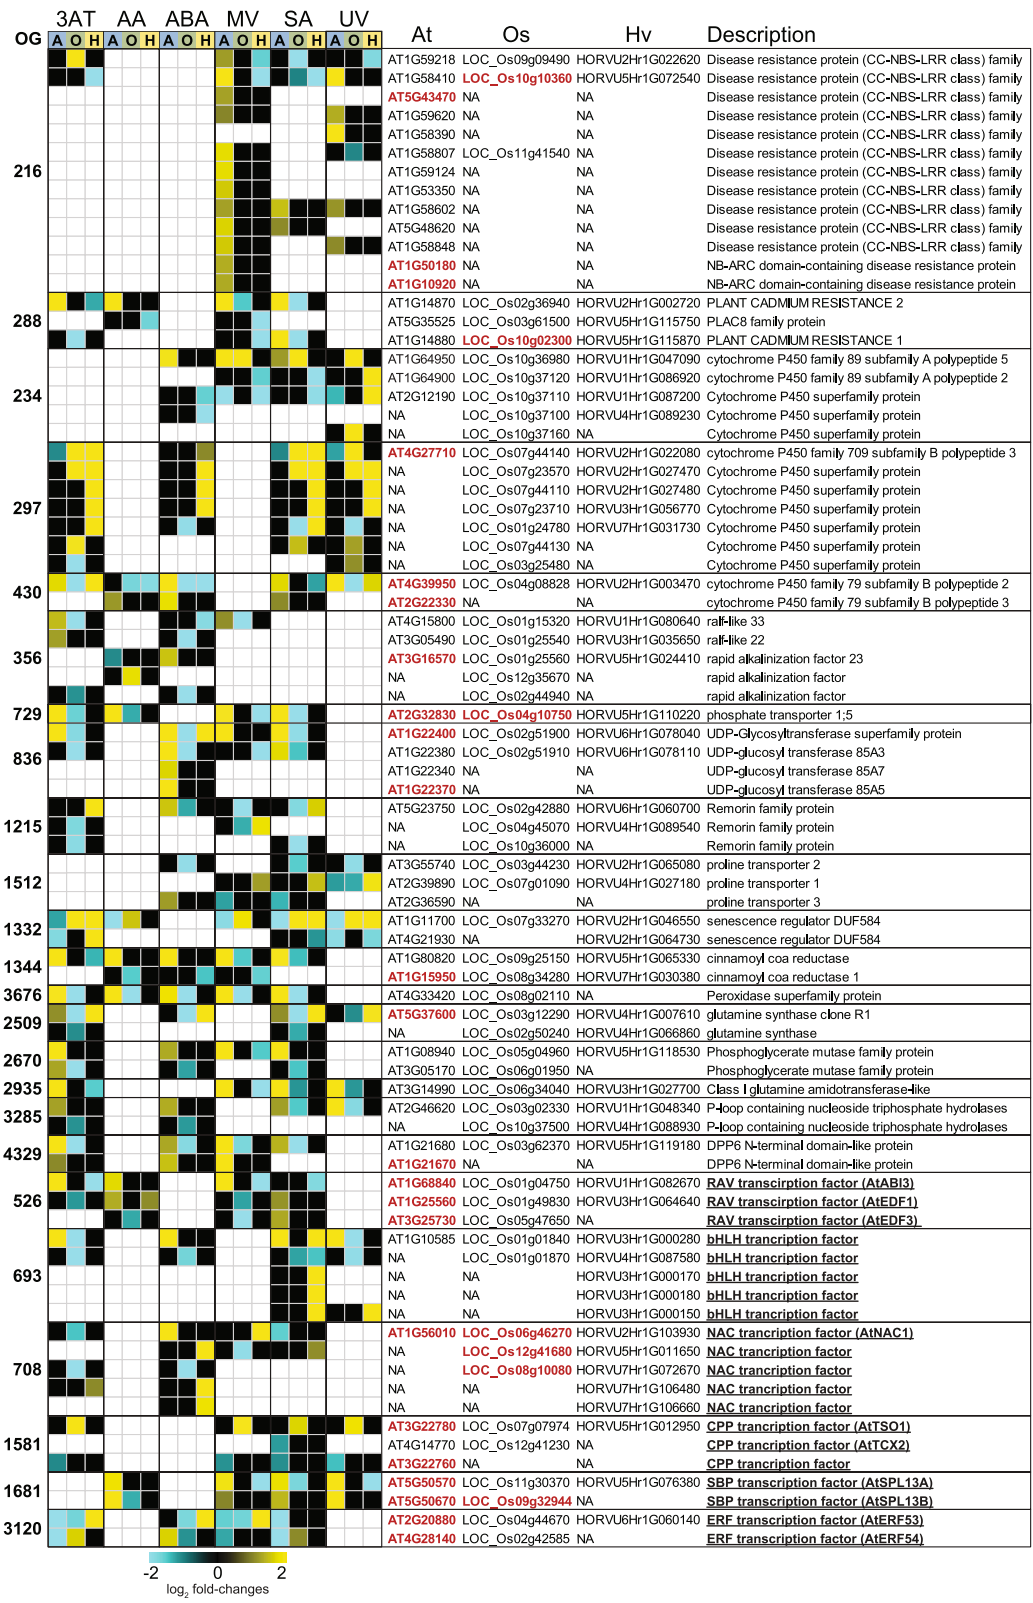 3AT AA ABA MV SA UV
OG A O H A O H A O H A O H A O H A O H At Os Hv Description
AT1G59218 LOC_Os09g09490 HORVU2Hr1G022620 Disease resistance protein (CC-NBS-LRR class) family
AT1G58410 LOC_Os10g10360 HORVU5Hr1G072540 Disease resistance protein (CC-NBS-LRR class) family
AT5G43470 NA NA Disease resistance protein (CC-NBS-LRR class) family
AT1G59620 NA NA Disease resistance protein (CC-NBS-LRR class) family
AT1G58390 NA NA Disease resistance protein (CC-NBS-LRR class) family
AT1G58807 LOC_Os11g41540 NA Disease resistance protein (CC-NBS-LRR class) family
216 AT1G59124 NA NA Disease resistance protein (CC-NBS-LRR class) family
AT1G53350 NA NA Disease resistance protein (CC-NBS-LRR class) family
AT1G58602 NA NA Disease resistance protein (CC-NBS-LRR class) family
AT5G48620 NA NA Disease resistance protein (CC-NBS-LRR class) family
AT1G58848 NA NA Disease resistance protein (CC-NBS-LRR class) family
AT1G50180 NA NA NB-ARC domain-containing disease resistance protein
AT1G10920 NA NA NB-ARC domain-containing disease resistance protein
AT1G14870 LOC_Os02g36940 HORVU2Hr1G002720 PLANT CADMIUM RESISTANCE 2
288 AT5G35525 LOC_Os03g61500 HORVU5Hr1G115750 PLAC8 family protein
AT1G14880 LOC_Os10g02300 HORVU5Hr1G115870 PLANT CADMIUM RESISTANCE 1
AT1G64950 LOC_Os10g36980 HORVU1Hr1G047090 cytochrome P450 family 89 subfamily A polypeptide 5
AT1G64900 LOC_Os10g37120 HORVU1Hr1G086920 cytochrome P450 family 89 subfamily A polypeptide 2
234 AT2G12190 LOC_Os10g37110 HORVU1Hr1G087200 Cytochrome P450 superfamily protein
NA LOC_Os10g37100 HORVU4Hr1G089230 Cytochrome P450 superfamily protein
NA LOC_Os10g37160 NA Cytochrome P450 superfamily protein
AT4G27710 LOC_Os07g44140 HORVU2Hr1G022080 cytochrome P450 family 709 subfamily B polypeptide 3
NA LOC_Os07g23570 HORVU2Hr1G027470 Cytochrome P450 superfamily protein
NA LOC_Os07g44110 HORVU2Hr1G027480 Cytochrome P450 superfamily protein
297 NA LOC_Os07g23710 HORVU3Hr1G056770 Cytochrome P450 superfamily protein
NA LOC_Os01g24780 HORVU7Hr1G031730 Cytochrome P450 superfamily protein
NA LOC_Os07g44130 NA Cytochrome P450 superfamily protein
NA LOC_Os03g25480 NA Cytochrome P450 superfamily protein
430 AT4G39950 LOC_Os04g08828 HORVU2Hr1G003470 cytochrome P450 family 79 subfamily B polypeptide 2
AT2G22330 NA NA cytochrome P450 family 79 subfamily B polypeptide 3
AT4G15800 LOC_Os01g15320 HORVU1Hr1G080640 ralf-like 33
AT3G05490 LOC_Os01g25540 HORVU3Hr1G035650 ralf-like 22
356 AT3G16570 LOC_Os01g25560 HORVU5Hr1G024410 rapid alkalinization factor 23
NA LOC_Os12g35670 NA rapid alkalinization factor
NA LOC_Os02g44940 NA rapid alkalinization factor
729 AT2G32830 LOC_Os04g10750 HORVU5Hr1G110220 phosphate transporter 1;5
AT1G22400 LOC_Os02g51900 HORVU6Hr1G078040 UDP-Glycosyltransferase superfamily protein
836 AT1G22380 LOC_Os02g51910 HORVU6Hr1G078110 UDP-glucosyl transferase 85A3
AT1G22340 NA NA UDP-glucosyl transferase 85A7
AT1G22370 NA NA UDP-glucosyl transferase 85A5
AT5G23750 LOC_Os02g42880 HORVU6Hr1G060700 Remorin family protein
1215 NA LOC_Os04g45070 HORVU4Hr1G089540 Remorin family protein
NA LOC_Os10g36000 NA Remorin family protein
AT3G55740 LOC_Os03g44230 HORVU2Hr1G065080 proline transporter 2
1512 AT2G39890 LOC_Os07g01090 HORVU4Hr1G027180 proline transporter 1
AT2G36590 NA NA proline transporter 3
1332 AT1G11700 LOC_Os07g33270 HORVU2Hr1G046550 senescence regulator DUF584
AT4G21930 NA HORVU2Hr1G064730 senescence regulator DUF584
1344 AT1G80820 LOC_Os09g25150 HORVU5Hr1G065330 cinnamoyl coa reductase
AT1G15950 LOC_Os08g34280 HORVU7Hr1G030380 cinnamoyl coa reductase 1
3676 AT4G33420 LOC_Os08g02110 NA Peroxidase superfamily protein
2509 AT5G37600 LOC_Os03g12290 HORVU4Hr1G007610 glutamine synthase clone R1
NA LOC_Os02g50240 HORVU4Hr1G066860 glutamine synthase
2670 AT1G08940 LOC_Os05g04960 HORVU5Hr1G118530 Phosphoglycerate mutase family protein
AT3G05170 LOC_Os06g01950 NA Phosphoglycerate mutase family protein
2935 AT3G14990 LOC_Os06g34040 HORVU3Hr1G027700 Class I glutamine amidotransferase-like
3285 AT2G46620 LOC_Os03g02330 HORVU1Hr1G048340 P-loop containing nucleoside triphosphate hydrolases
NA LOC_Os10g37500 HORVU4Hr1G088930 P-loop containing nucleoside triphosphate hydrolases
4329 AT1G21680 LOC_Os03g62370 HORVU5Hr1G119180 DPP6 N-terminal domain-like protein
AT1G21670 NA NA DPP6 N-terminal domain-like protein
AT1G68840 LOC_Os01g04750 HORVU1Hr1G082670 RAV transcirption factor (AtABI3)
526 AT1G25560 LOC_Os01g49830 HORVU3Hr1G064640 RAV transcirption factor (AtEDF1)
AT3G25730 LOC_Os05g47650 NA RAV transcirption factor (AtEDF3)
AT1G10585 LOC_Os01g01840 HORVU3Hr1G000280 bHLH trancription factor
NA LOC_Os01g01870 HORVU4Hr1G087580 bHLH trancription factor
693 NA NA HORVU3Hr1G000170 bHLH trancription factor
NA NA HORVU3Hr1G000180 bHLH trancription factor
NA NA HORVU3Hr1G000150 bHLH trancription factor
AT1G56010 LOC_Os06g46270 HORVU2Hr1G103930 NAC trancription factor (AtNAC1)
NA LOC_Os12g41680 HORVU5Hr1G011650 NAC trancription factor
708 NA LOC_Os08g10080 HORVU7Hr1G072670 NAC trancription factor
NA NA HORVU7Hr1G106480 NAC trancription factor
NA NA HORVU7Hr1G106660 NAC trancription factor
AT3G22780 LOC_Os07g07974 HORVU5Hr1G012950 CPP trancription factor (AtTSO1)
1581 AT4G14770 LOC_Os12g41230 NA CPP trancription factor (AtTCX2)
AT3G22760 NA NA CPP trancription factor
1681 AT5G50570 LOC_Os11g30370 HORVU5Hr1G076380 SBP transcription factor (AtSPL13A)
AT5G50670 LOC_Os09g32944 NA SBP transcription factor (AtSPL13B)
3120 AT2G20880 LOC_Os04g44670 HORVU6Hr1G060140 ERF transcription factor (AtERF53)
AT4G28140 LOC_Os02g42585 NA ERF transcription factor (AtERF54)
-2 0 2
log2 fold-changes